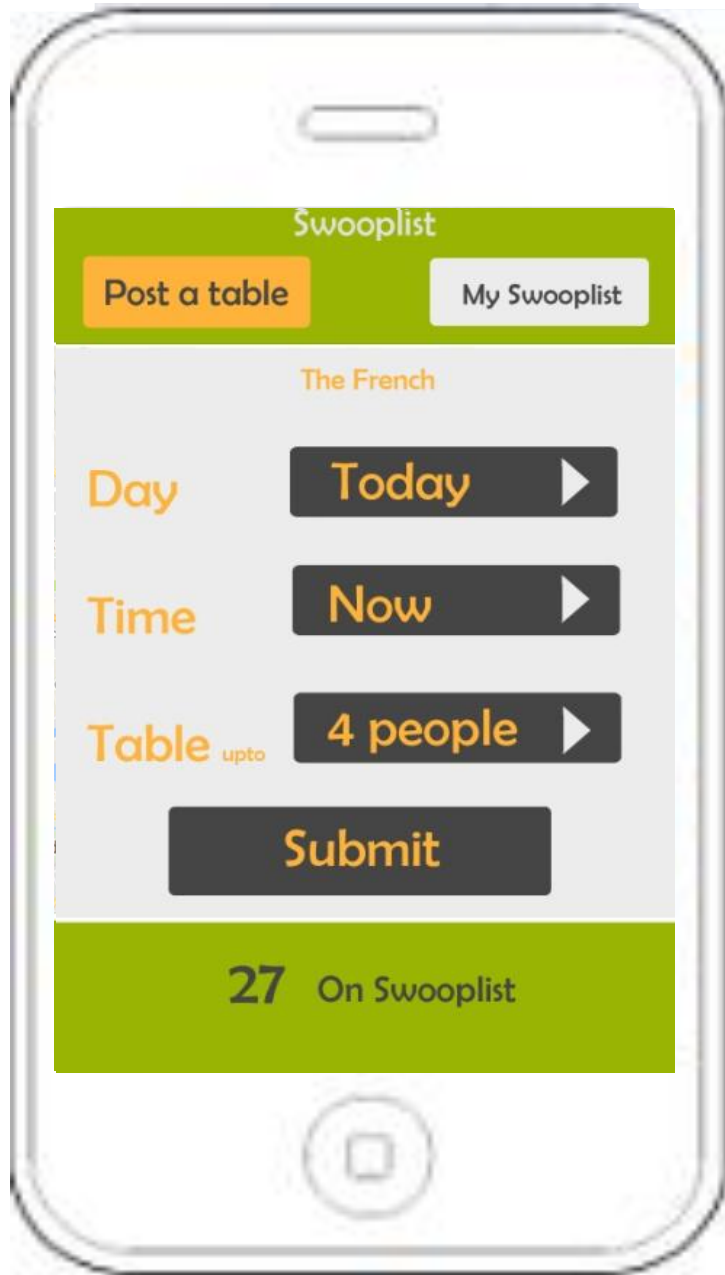 Swooplist
Post a table My Swooplist
The French
Day Today
Time Now
Table upto 4 people
Submit
27 On Swooplist